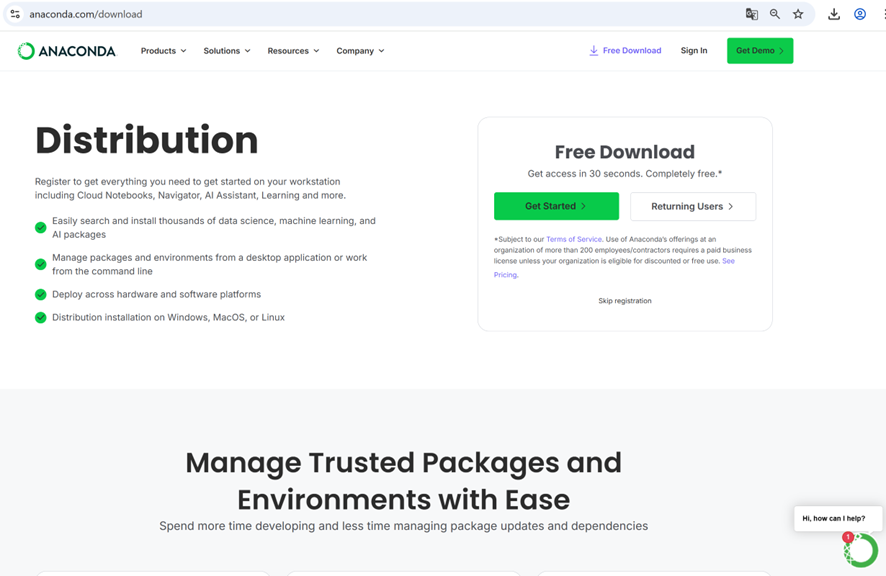 anaconda.com/download
ANACONDA.
Products
Solutions
Resources
Company
Free Download
Sign In
Get Demo
Distribution
Register to get everything you need to get started on your workstation
including Cloud Notebooks, Navigator, AI Assistant, Learning and more.
Easily search and install thousands of data science, machine learning, and
AI packages
Manage packages and environments from a desktop application or work
from the command line
Deploy across hardware and software platforms
Distribution installation on Windows, MacOS, or Linux
Free Download
Get access in 30 seconds. Completely free.*
Get Started
Returning Users
*Subject to our Terms of Service. Use of Anaconda's offerings at an
organization of more than 200 employees/contractors requires a paid business
license unless your organization is eligible for discounted or free use. See
Pricing.
Skip registration
Manage Trusted Packages and
Environments with Ease
Spend more time developing and less time managing package updates and dependencies
Hi, how can I help?
1